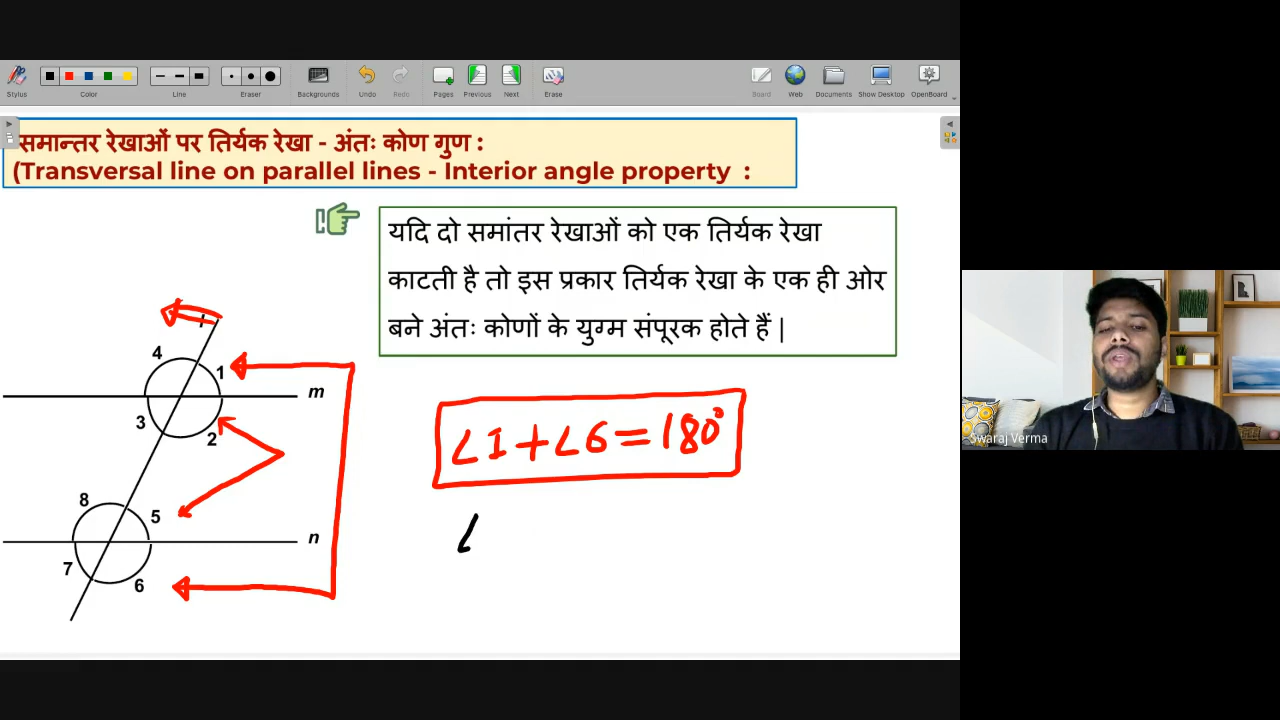 Stylus
Color
Line
Eraser
Backgrounds
Undo
Redo
Pages
Previous
Next
Erase
Board
Web
Documents
Show Desktop
OpenBoard
समान्तर रेखाओं पर तिर्यक रेखा - अंतः कोण गुण :
(Transversal line on parallel lines - Interior angle property :
यदि दो समांतर रेखाओं को एक तिर्यक रेखा
काटती है तो इस प्रकार तिर्यक रेखा के एक ही ओर
बने अंतः कोणों के युग्म संपूरक होते हैं |
l
4
1
m
3
2
∠1+∠6=180°
∠
8
5
n
7
6
Swaraj Verma